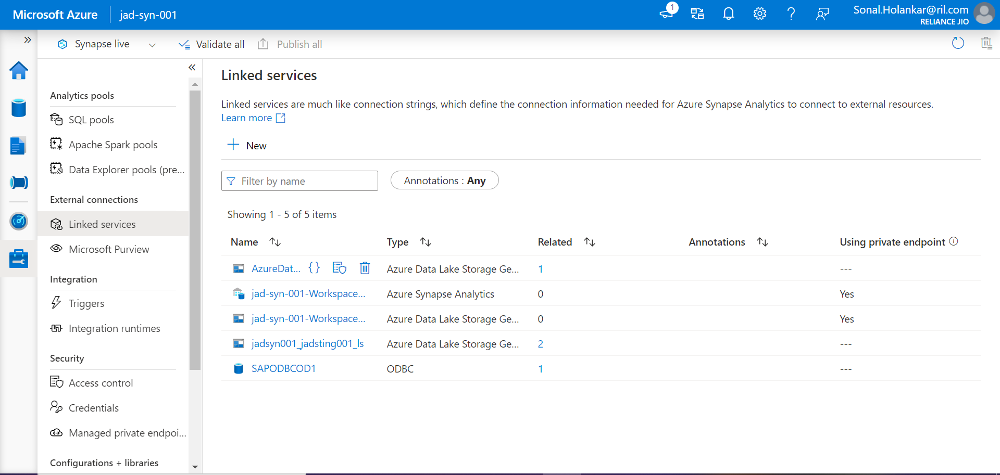 Microsoft Azure jad-syn-001
1
Sonal.Holankar@ril.com
RELIANCE JIO
Synapse live Validate all Publish all
Analytics pools
SQL pools
Apache Spark pools
Data Explorer pools (pre...
External connections
Linked services
Microsoft Purview
Integration
Triggers
Integration runtimes
Security
Access control
Credentials
Managed private endpoi...
Configurations + libraries
Linked services
Linked services are much like connection strings, which define the connection information needed for Azure Synapse Analytics to connect to external resources.
Learn more
New
Filter by name
Annotations : Any
Showing 1 - 5 of 5 items
Name Type Related Annotations Using private endpoint
AzureDat... {} Azure Data Lake Storage Ge... 1 ---
jad-syn-001-Workspace... Azure Synapse Analytics 0 Yes
jad-syn-001-Workspace... Azure Data Lake Storage Ge... 0 Yes
jadsyn001_jadsting001_ls Azure Data Lake Storage Ge... 2 ---
SAPODBCOD1 ODBC 1 ---